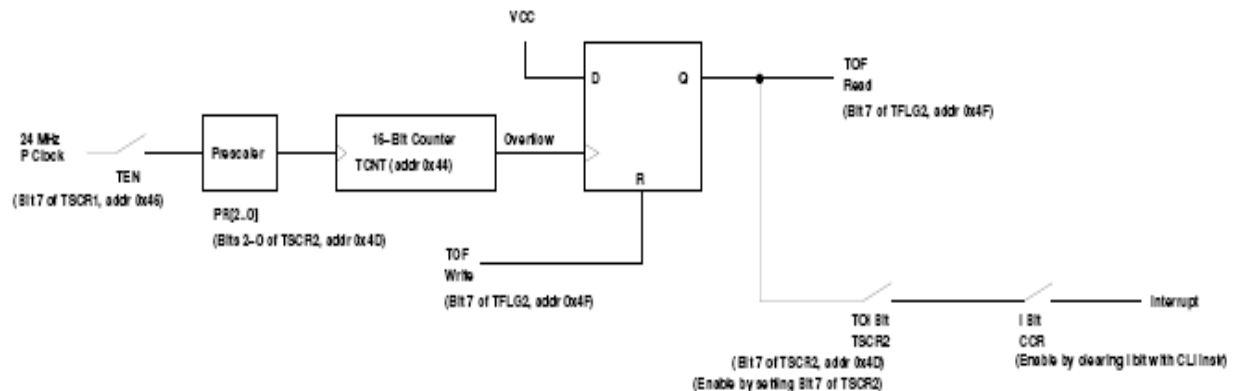 VCC
D
Q
TOF
Read
(Bit 7 of TFLG2, addr 0x4F)
24 MHz
P Clock
TEN
(Bit 7 of TSCR1, addr 0x46)
Prescaler
PR[2..0]
(Bits 2-0 of TSCR2, addr 0x4D)
16-Bit Counter
TCNT (addr 0x44)
Overflow
R
TOF
Write
(Bit 7 of TFLG2, addr 0x4F)
TOI Bit
TSCR2
(Bit 7 of TSCR2, addr 0x4D)
(Enable by setting Bit 7 of TSCR2)
I Bit
CCR
(Enable by clearing I bit with CLI Instr)
Interrupt